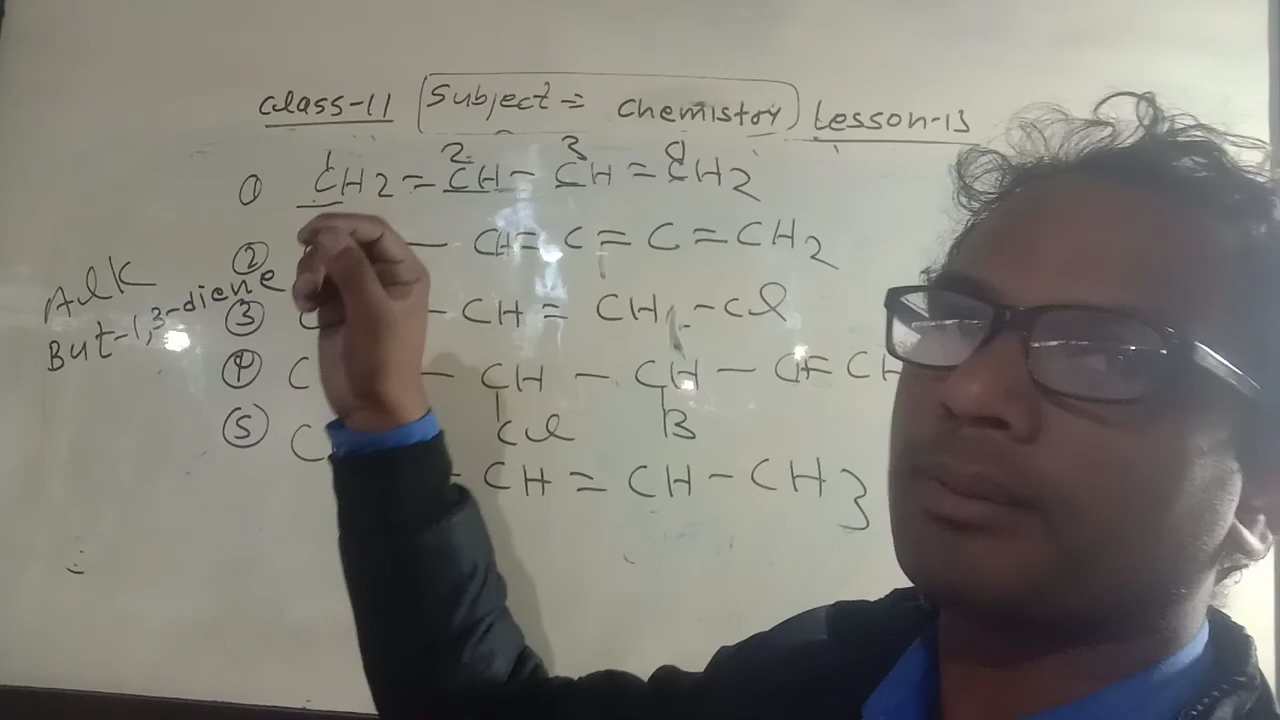 Class-11 Subject = Chemistry Lesson-13
① CH2 = CH - CH = CH2
1 2 3 4
② — CH = C = C = CH2
Alk
But-1,3-diene
③ C - CH = CH - Cl
④ C — CH — CH — CH = CH
Cl B
⑤ C - CH = CH - CH3